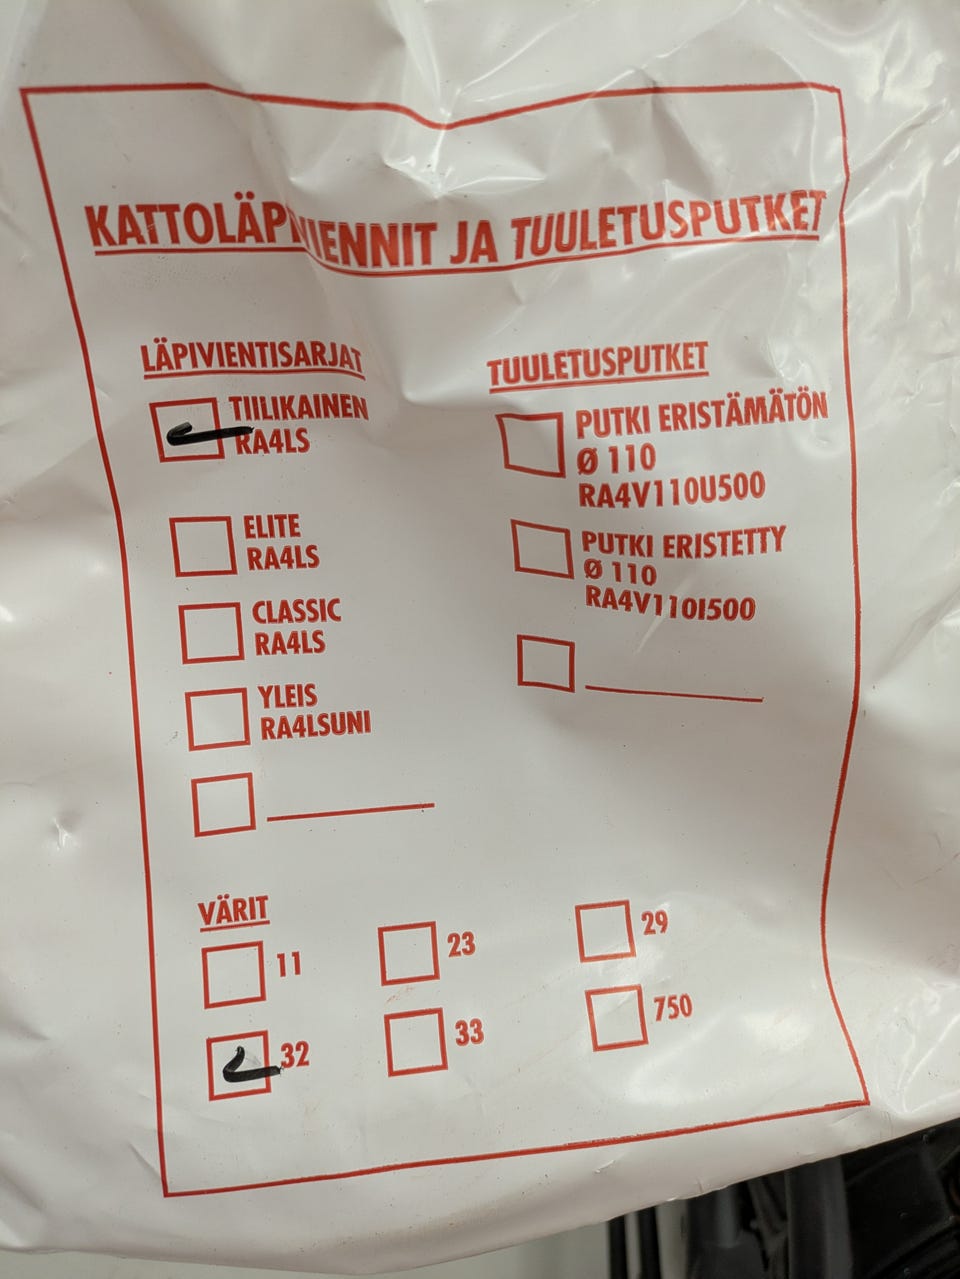 KATTOLÄPIVIENNIT JA TUULETUSPUTKET
LÄPIVIENTISARJAT
TIILIKAINEN
RA4LS
ELITE
RA4LS
CLASSIC
RA4LS
YLEIS
RA4LSUNI
TUULETUSPUTKET
PUTKI ERISTÄMÄTÖN
Ø 110
RA4V110U500
PUTKI ERISTETTY
Ø 110
RA4V110I500
VÄRIT
11
23
29
32
33
750